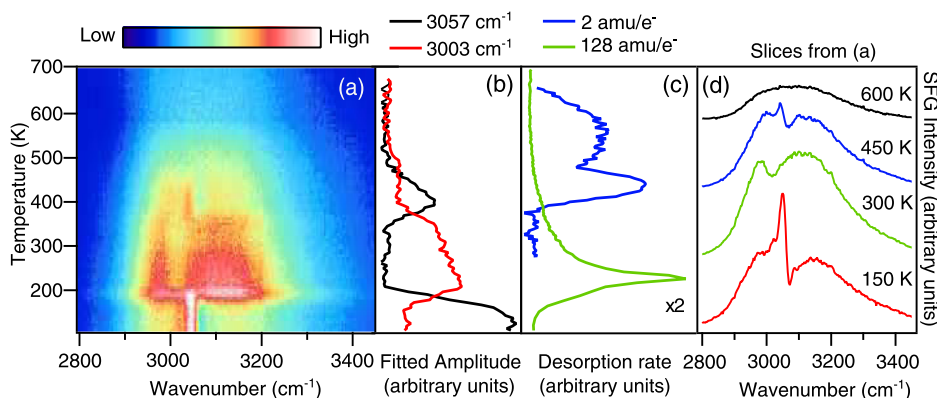 Low High
3057 cm⁻¹
3003 cm⁻¹
2 amu/e⁻
128 amu/e⁻
Slices from (a)
(a) (b) (c) (d)
Temperature (K)
700
600
500
400
300
200
2800 3000 3200 3400
Wavenumber (cm⁻¹)
Fitted Amplitude
(arbitrary units)
x2
Desorption rate
(arbitrary units)
600 K
450 K
300 K
150 K
2800 3000 3200 3400
Wavenumber (cm⁻¹)
SFG Intensity (arbitrary units)